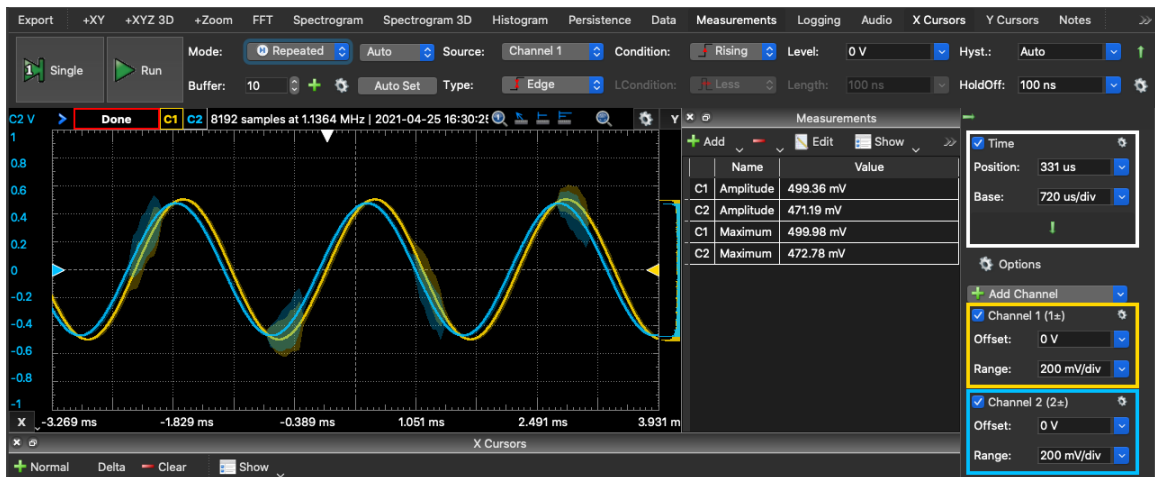 Export +XY +XYZ 3D +Zoom FFT Spectrogram Spectrogram 3D Histogram Persistence Data Measurements Logging Audio X Cursors Y Cursors Notes
Single Run Mode: Repeated Auto Source: Channel 1 Condition: Rising Level: 0 V Hyst.: Auto
Buffer: 10 Auto Set Type: Edge LCondition: Less Length: 100 ns HoldOff: 100 ns
C2 V Done C1 C2 8192 samples at 1.1364 MHz | 2021-04-25 16:30:2 Y
Measurements
Add Edit Show
Name Value
C1 Amplitude 499.36 mV
C2 Amplitude 471.19 mV
C1 Maximum 499.98 mV
C2 Maximum 472.78 mV
1
0.8
0.6
0.4
0.2
0
-0.2
-0.4
-0.6
-0.8
-1
X -3.269 ms -1.829 ms -0.389 ms 1.051 ms 2.491 ms 3.931 m
Time
Position: 331 us
Base: 720 us/div
Options
Add Channel
Channel 1 (1±)
Offset: 0 V
Range: 200 mV/div
Channel 2 (2±)
Offset: 0 V
Range: 200 mV/div
X Cursors
Normal Delta Clear Show